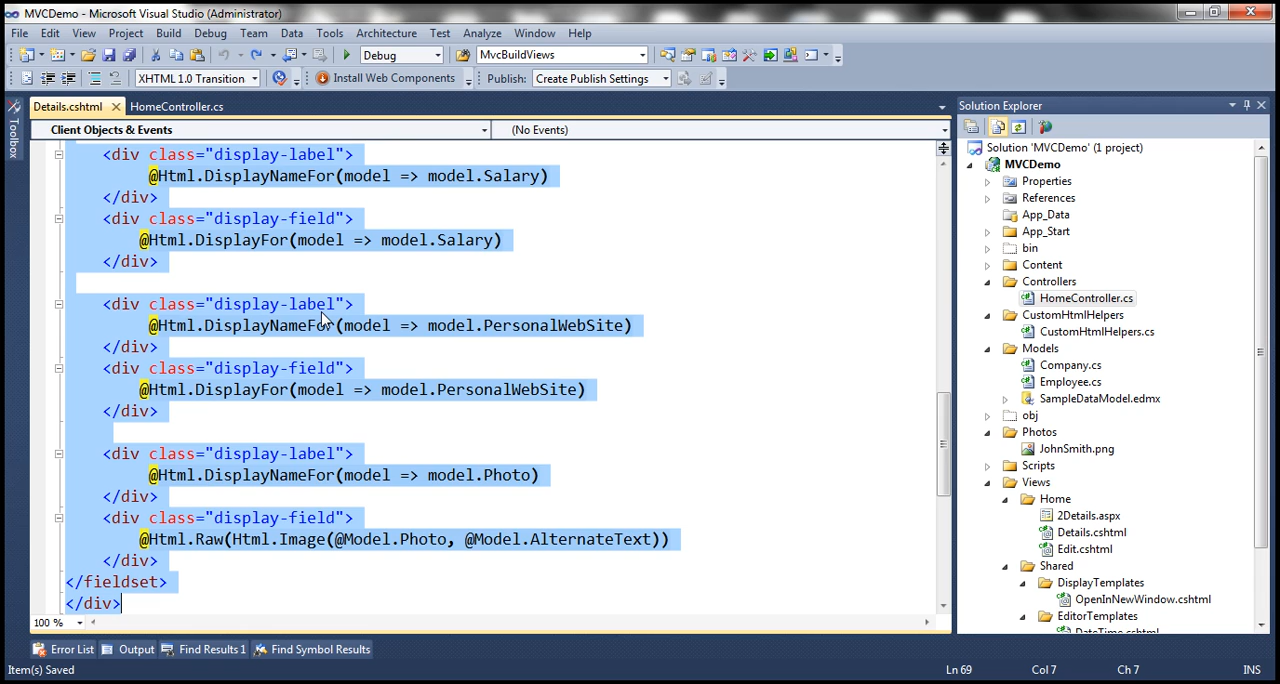 MVCDemo - Microsoft Visual Studio (Administrator)
File Edit View Project Build Debug Team Data Tools Architecture Test Analyze Window Help
Debug MvcBuildViews
XHTML 1.0 Transition Install Web Components Publish: Create Publish Settings
Details.cshtml HomeController.cs
Toolbox
Client Objects & Events (No Events)
<div class="display-label">
@Html.DisplayNameFor(model => model.Salary)
</div>
<div class="display-field">
@Html.DisplayFor(model => model.Salary)
</div>
<div class="display-label">
@Html.DisplayNameFor(model => model.PersonalWebSite)
</div>
<div class="display-field">
@Html.DisplayFor(model => model.PersonalWebSite)
</div>
<div class="display-label">
@Html.DisplayNameFor(model => model.Photo)
</div>
<div class="display-field">
@Html.Raw(Html.Image(@Model.Photo, @Model.AlternateText))
</div>
</fieldset>
</div>
100 %
Solution Explorer
Solution 'MVCDemo' (1 project)
MVCDemo
Properties
References
App_Data
App_Start
bin
Content
Controllers
HomeController.cs
CustomHtmlHelpers
CustomHtmlHelpers.cs
Models
Company.cs
Employee.cs
SampleDataModel.edmx
obj
Photos
JohnSmith.png
Scripts
Views
Home
2Details.aspx
Details.cshtml
Edit.cshtml
Shared
DisplayTemplates
OpenInNewWindow.cshtml
EditorTemplates
DateTime.cshtml
Error List Output Find Results 1 Find Symbol Results
Item(s) Saved Ln 69 Col 7 Ch 7 INS